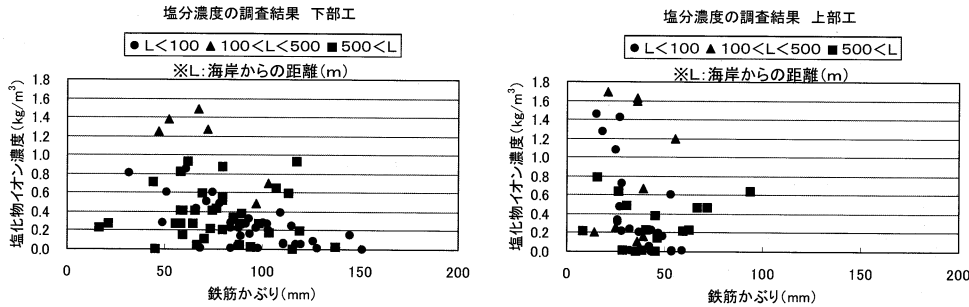 塩分濃度の調査結果 下部工
●L<100 ▲100<L<500 ■500<L
※L:海岸からの距離(m)
塩化物イオン濃度(kg/m³)
1.8
1.6
1.4
1.2
1.0
0.8
0.6
0.4
0.2
0.0
0 50 100 150 200
鉄筋かぶり(mm)
塩分濃度の調査結果 上部工
●L<100 ▲100<L<500 ■500<L
※L:海岸からの距離(m)
塩化物イオン濃度(kg/m³)
1.8
1.6
1.4
1.2
1.0
0.8
0.6
0.4
0.2
0.0
0 50 100 150 200
鉄筋かぶり(mm)